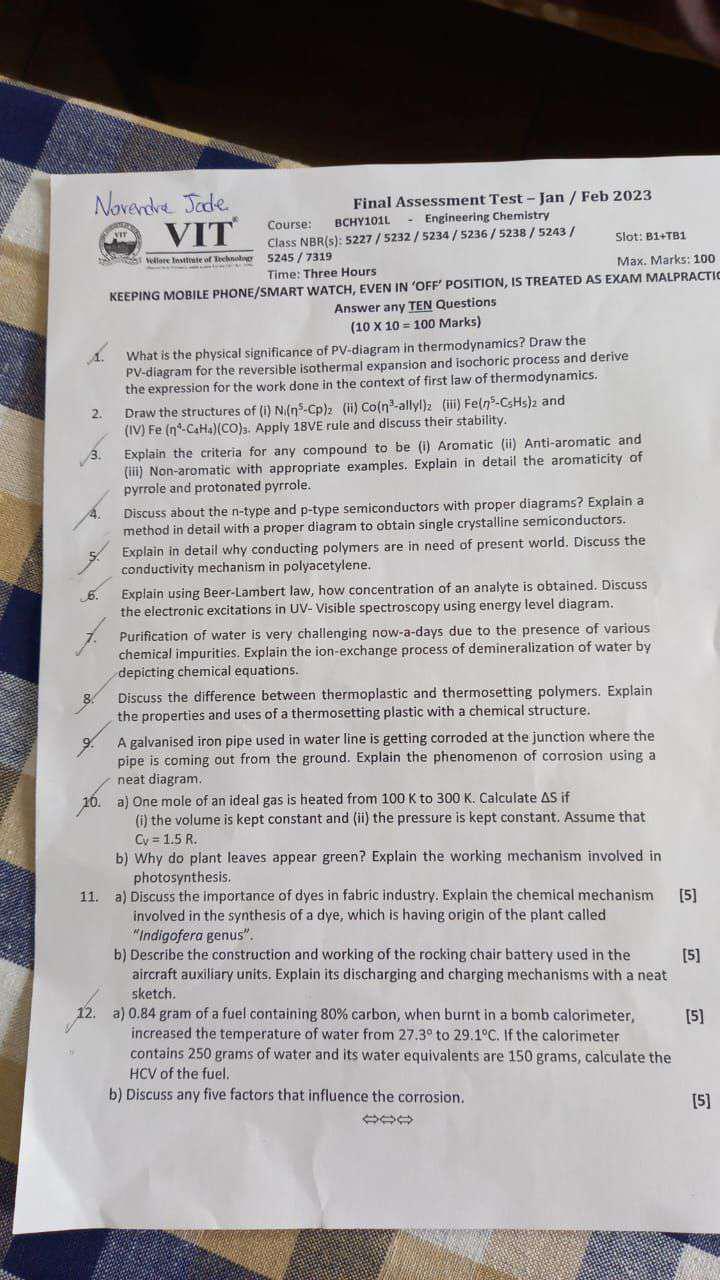 Narendra Jode
Final Assessment Test – Jan / Feb 2023
VIT
VIT®
Vellore Institute of Technology
Course: BCHY101L - Engineering Chemistry
Class NBR(s): 5227 / 5232 / 5234 / 5236 / 5238 / 5243 /
5245 / 7319
Slot: B1+TB1
Time: Three Hours
Max. Marks: 100
KEEPING MOBILE PHONE/SMART WATCH, EVEN IN ‘OFF’ POSITION, IS TREATED AS EXAM MALPRACTIC
Answer any TEN Questions
(10 X 10 = 100 Marks)
1. What is the physical significance of PV-diagram in thermodynamics? Draw the
PV-diagram for the reversible isothermal expansion and isochoric process and derive
the expression for the work done in the context of first law of thermodynamics.
2. Draw the structures of (i) Ni(η⁵-Cp)₂ (ii) Co(η³-allyl)₂ (iii) Fe(η⁵-C₅H₅)₂ and
(IV) Fe (η⁴-C₄H₄)(CO)₃. Apply 18VE rule and discuss their stability.
3. Explain the criteria for any compound to be (i) Aromatic (ii) Anti-aromatic and
(iii) Non-aromatic with appropriate examples. Explain in detail the aromaticity of
pyrrole and protonated pyrrole.
4. Discuss about the n-type and p-type semiconductors with proper diagrams? Explain a
method in detail with a proper diagram to obtain single crystalline semiconductors.
5. Explain in detail why conducting polymers are in need of present world. Discuss the
conductivity mechanism in polyacetylene.
6. Explain using Beer-Lambert law, how concentration of an analyte is obtained. Discuss
the electronic excitations in UV- Visible spectroscopy using energy level diagram.
7. Purification of water is very challenging now-a-days due to the presence of various
chemical impurities. Explain the ion-exchange process of demineralization of water by
depicting chemical equations.
8. Discuss the difference between thermoplastic and thermosetting polymers. Explain
the properties and uses of a thermosetting plastic with a chemical structure.
9. A galvanised iron pipe used in water line is getting corroded at the junction where the
pipe is coming out from the ground. Explain the phenomenon of corrosion using a
neat diagram.
10. a) One mole of an ideal gas is heated from 100 K to 300 K. Calculate ΔS if
(i) the volume is kept constant and (ii) the pressure is kept constant. Assume that
Cᵥ = 1.5 R.
b) Why do plant leaves appear green? Explain the working mechanism involved in
photosynthesis.
11. a) Discuss the importance of dyes in fabric industry. Explain the chemical mechanism [5]
involved in the synthesis of a dye, which is having origin of the plant called
“Indigofera genus”.
b) Describe the construction and working of the rocking chair battery used in the [5]
aircraft auxiliary units. Explain its discharging and charging mechanisms with a neat
sketch.
12. a) 0.84 gram of a fuel containing 80% carbon, when burnt in a bomb calorimeter, [5]
increased the temperature of water from 27.3⁰ to 29.1⁰C. If the calorimeter
contains 250 grams of water and its water equivalents are 150 grams, calculate the
HCV of the fuel.
b) Discuss any five factors that influence the corrosion. [5]
⇔⇔⇔